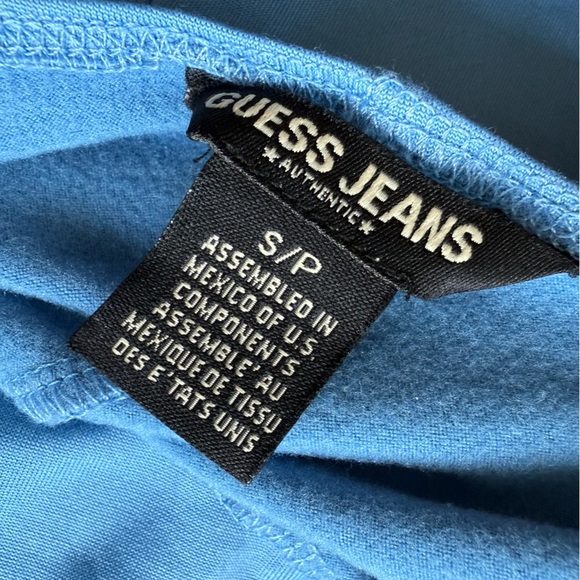 GUESS JEANS
★AUTHENTIC★
S/P
ASSEMBLED IN
MEXICO OF U.S.
COMPONENTS
ASSEMBLE' AU
MEXIQUE DE TISSU
DES E TATS UNIS